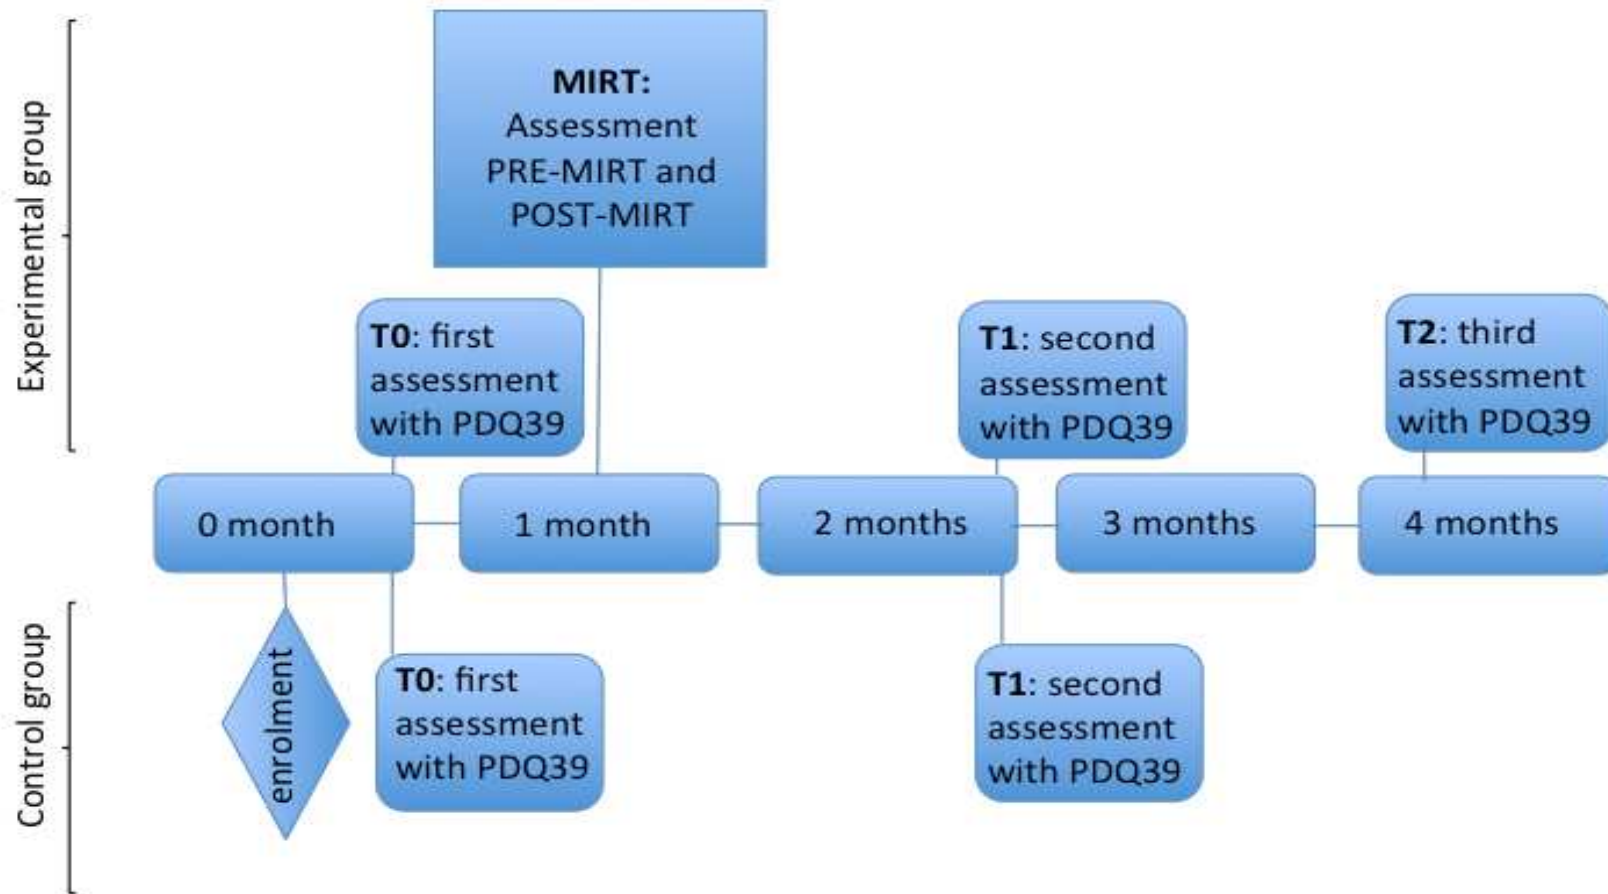 Experimental group
MIRT:
Assessment
PRE-MIRT and
POST-MIRT
T0: first
assessment
with PDQ39
T1: second
assessment
with PDQ39
T2: third
assessment
with PDQ39
0 month
1 month
2 months
3 months
4 months
Control group
enrolment
T0: first
assessment
with PDQ39
T1: second
assessment
with PDQ39